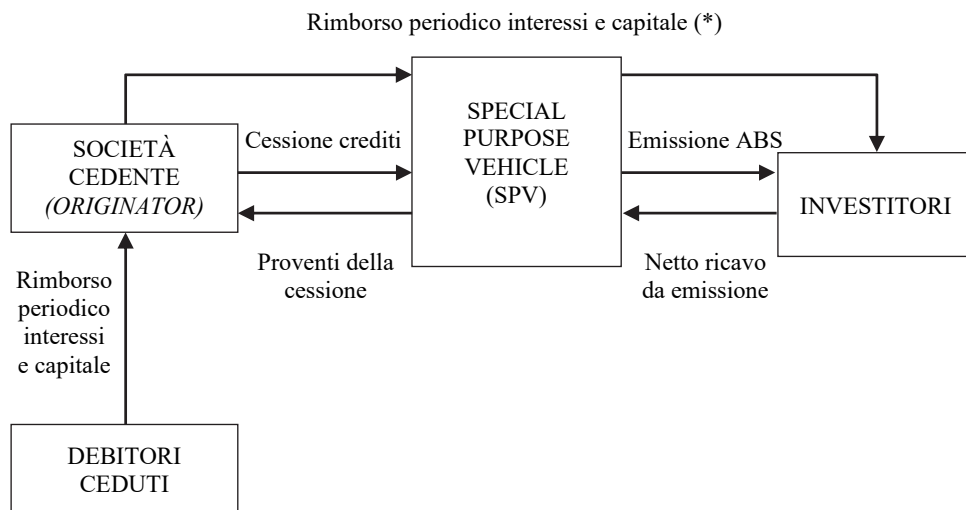 Rimborso periodico interessi e capitale (*)
SOCIETÀ
CEDENTE
(ORIGINATOR)
Cessione crediti
Proventi della
cessione
SPECIAL
PURPOSE
VEHICLE
(SPV)
Emissione ABS
Netto ricavo
da emissione
INVESTITORI
Rimborso
periodico
interessi
e capitale
DEBITORI
CEDUTI